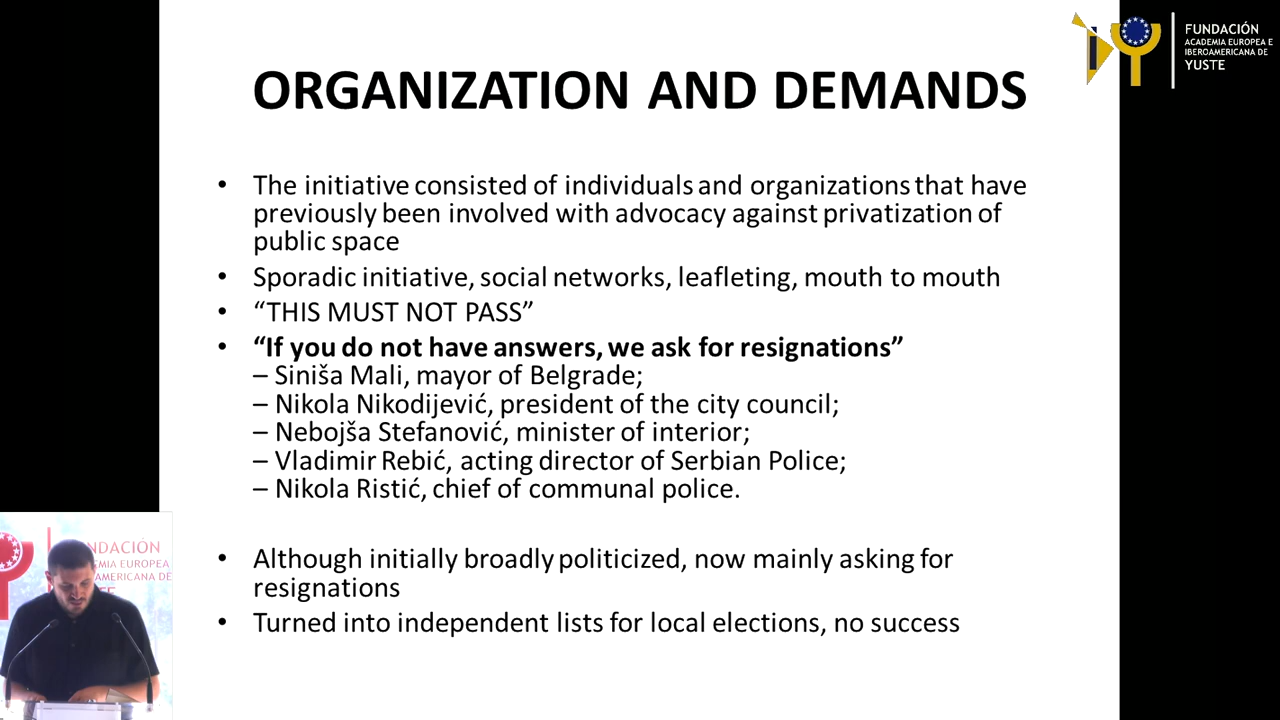 FUNDACIÓN
ACADEMIA EUROPEA E
IBEROAMERICANA DE
YUSTE
ORGANIZATION AND DEMANDS
• The initiative consisted of individuals and organizations that have
previously been involved with advocacy against privatization of
public space
• Sporadic initiative, social networks, leafleting, mouth to mouth
• “THIS MUST NOT PASS”
• “If you do not have answers, we ask for resignations”
– Siniša Mali, mayor of Belgrade;
– Nikola Nikodijević, president of the city council;
– Nebojša Stefanović, minister of interior;
– Vladimir Rebić, acting director of Serbian Police;
– Nikola Ristić, chief of communal police.
• Although initially broadly politicized, now mainly asking for
resignations
• Turned into independent lists for local elections, no success
NDACIÓN
EMIA EUROPEA
AMERICANA DE